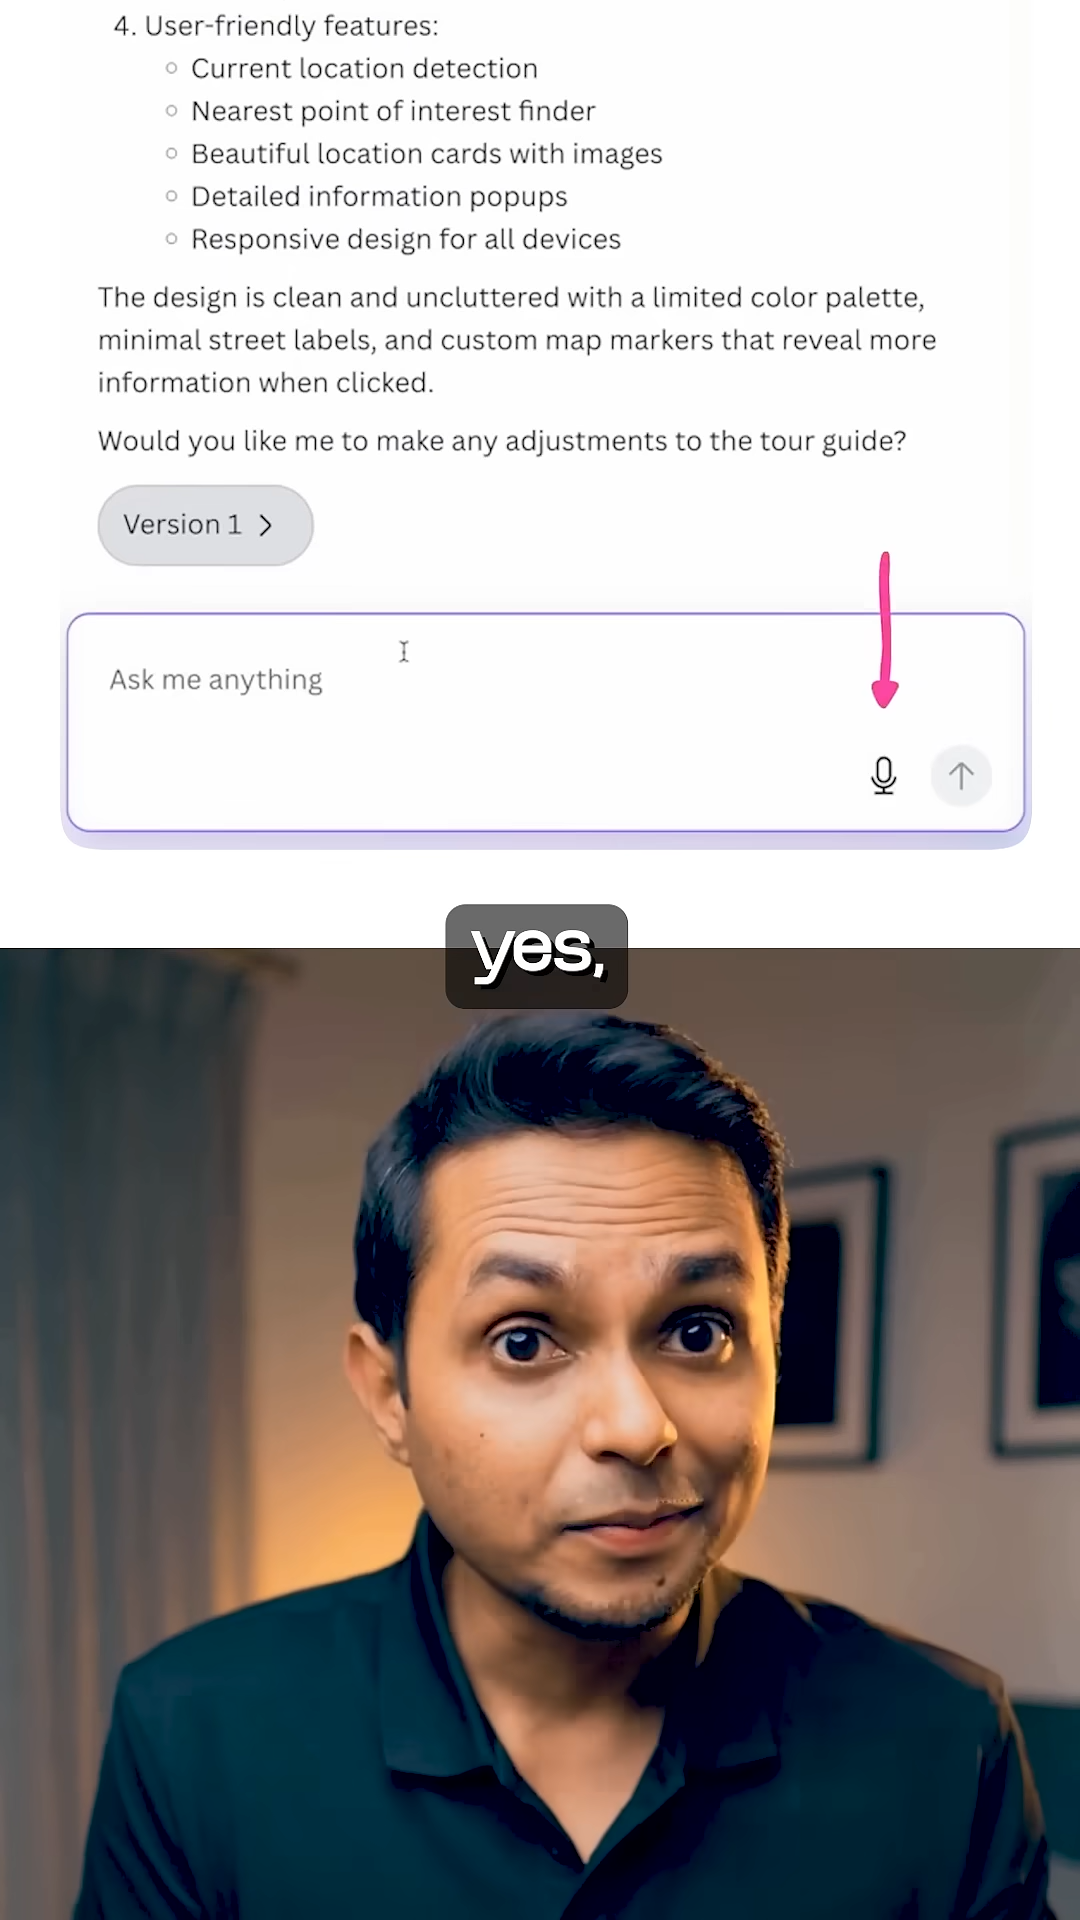 4. User-friendly features:
○ Current location detection
○ Nearest point of interest finder
○ Beautiful location cards with images
○ Detailed information popups
○ Responsive design for all devices
The design is clean and uncluttered with a limited color palette,
minimal street labels, and custom map markers that reveal more
information when clicked.
Would you like me to make any adjustments to the tour guide?
Version 1 >
Ask me anything
yes,